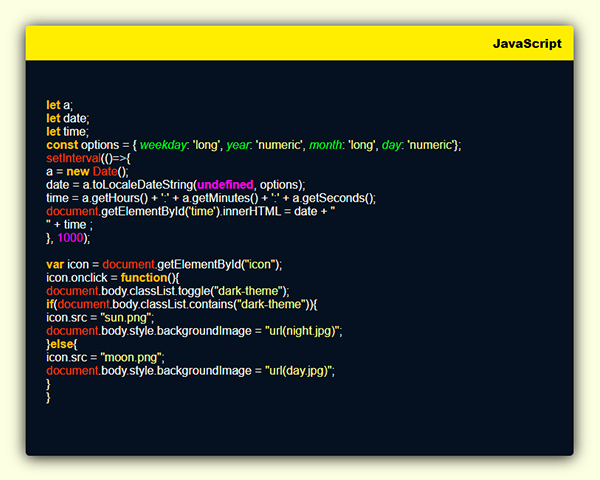 JavaScript
let a;
let date;
let time;
const options = { weekday: 'long', year: 'numeric', month: 'long', day: 'numeric'};
setInterval(()=>{
a = new Date();
date = a.toLocaleDateString(undefined, options);
time = a.getHours() + ':' + a.getMinutes() + ':' + a.getSeconds();
document.getElementById('time').innerHTML = date + "
" + time ;
}, 1000);
var icon = document.getElementById("icon");
icon.onclick = function(){
document.body.classList.toggle("dark-theme");
if(document.body.classList.contains("dark-theme")){
icon.src = "sun.png";
document.body.style.backgroundImage = "url(night.jpg)";
}else{
icon.src = "moon.png";
document.body.style.backgroundImage = "url(day.jpg)";
}
}